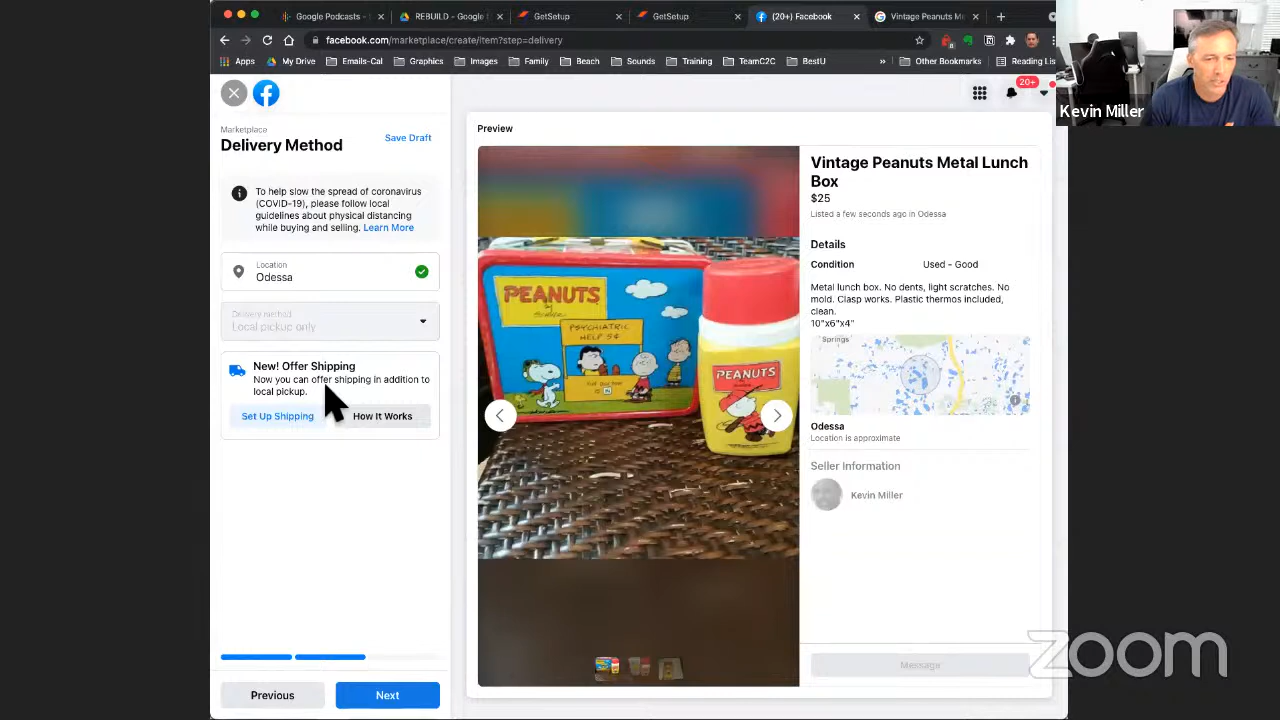 Google Podcasts -
REBUILD - Google
GetSetup
GetSetup
(20+) Facebook
Vintage Peanuts M
facebook.com/marketplace/create/item?step=delivery
Apps
My Drive
Emails-Cal
Graphics
Images
Family
Beach
Sounds
Training
TeamC2C
BestU
»
Other Bookmarks
Reading List
Kevin Miller
20+
Marketplace
Delivery Method
Save Draft
To help slow the spread of coronavirus
(COVID-19), please follow local
guidelines about physical distancing
while buying and selling. Learn More
Location
Odessa
Delivery method
Local pickup only
New! Offer Shipping
Now you can offer shipping in addition to
local pickup.
Set Up Shipping
How It Works
Previous
Next
Preview
PEANUTS
PSYCHIATRIC
HELP 5¢
PEANUTS
Vintage Peanuts Metal Lunch
Box
$25
Listed a few seconds ago in Odessa
Details
Condition
Used - Good
Metal lunch box. No dents, light scratches. No
mold. Clasp works. Plastic thermos included,
clean.
10"x6"x4"
Springs
Odessa
Location is approximate
Seller Information
Kevin Miller
Message
zoom